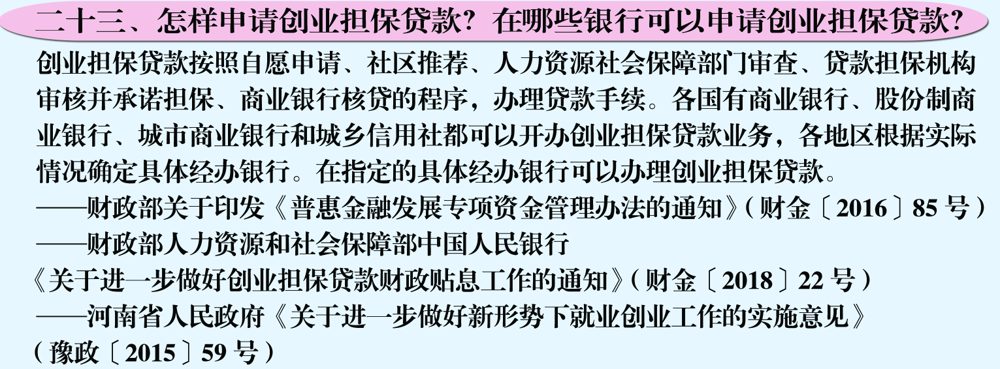 二十三、怎样申请创业担保贷款？在哪些银行可以申请创业担保贷款？
创业担保贷款按照自愿申请、社区推荐、人力资源社会保障部门审查、贷款担保机构
审核并承诺担保、商业银行核贷的程序，办理贷款手续。各国有商业银行、股份制商
业银行、城市商业银行和城乡信用社都可以开办创业担保贷款业务，各地区根据实际
情况确定具体经办银行。在指定的具体经办银行可以办理创业担保贷款。
——财政部关于印发《普惠金融发展专项资金管理办法的通知》（财金〔2016〕85 号）
——财政部人力资源和社会保障部中国人民银行
《关于进一步做好创业担保贷款财政贴息工作的通知》（财金〔2018〕22 号）
——河南省人民政府《关于进一步做好新形势下就业创业工作的实施意见》
（豫政〔2015〕59 号）